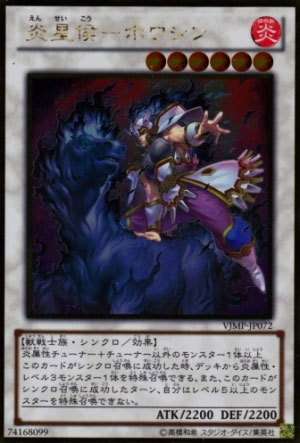 えんせいこう
炎星侯－ホウシン
炎
VJMP-JP072
【獣戦士族・シンクロ／効果】
炎属性チューナー＋チューナー以外のモンスター1体以上
このカードがシンクロ召喚に成功した時、デッキから炎属性・
レベル3モンスター1体を特殊召喚できる。また、このカードが
シンクロ召喚に成功したターン、自分はレベル5以上のモンス
ターを特殊召喚できない。
ATK/2200 DEF/2200
74168099
©高橋和希 スタジオ・ダイス／集英社